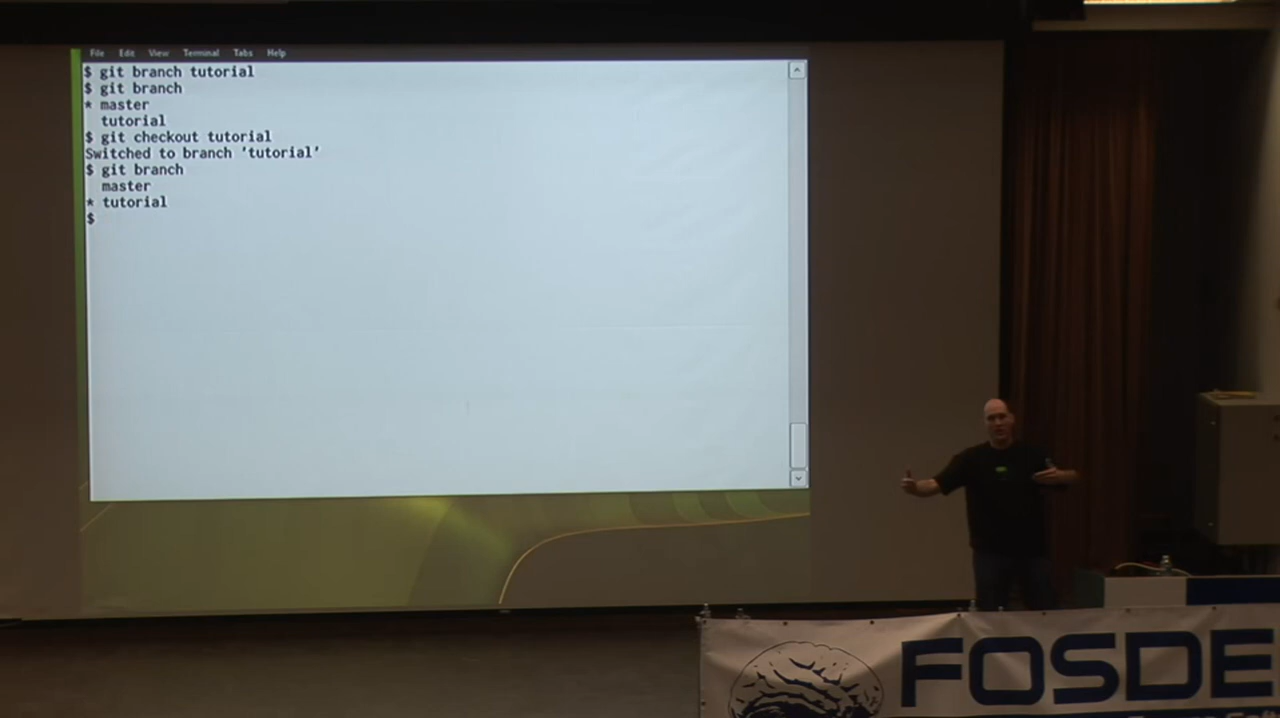 File Edit View Terminal Tabs Help
$ git branch tutorial
$ git branch
* master
  tutorial
$ git checkout tutorial
Switched to branch 'tutorial'
$ git branch
  master
* tutorial
$
FOSDE